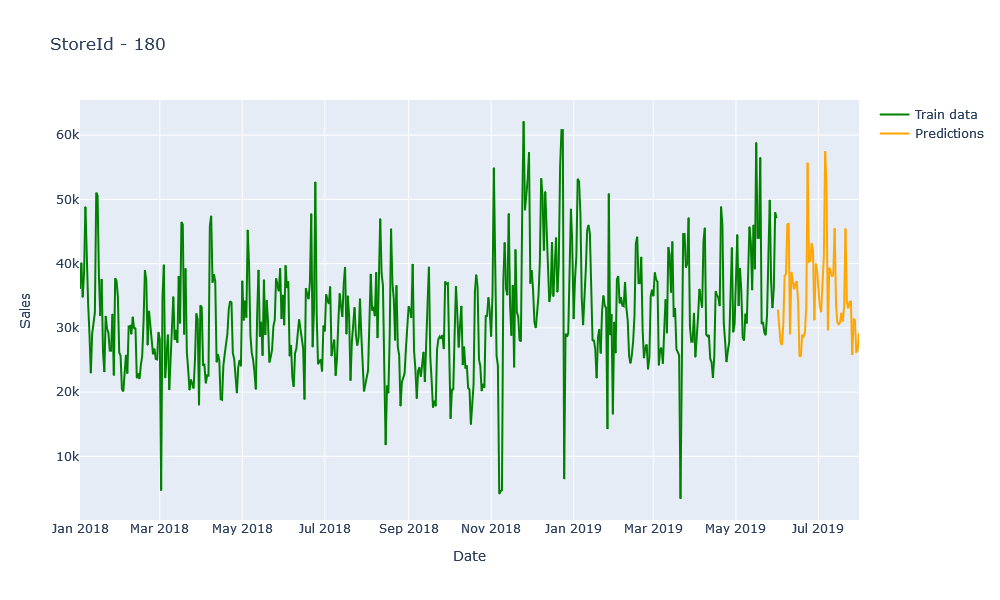 StoreId - 180
Train data
Predictions
60k
50k
40k
30k
20k
10k
Sales
Jan 2018 Mar 2018 May 2018 Jul 2018 Sep 2018 Nov 2018 Jan 2019 Mar 2019 May 2019 Jul 2019
Date